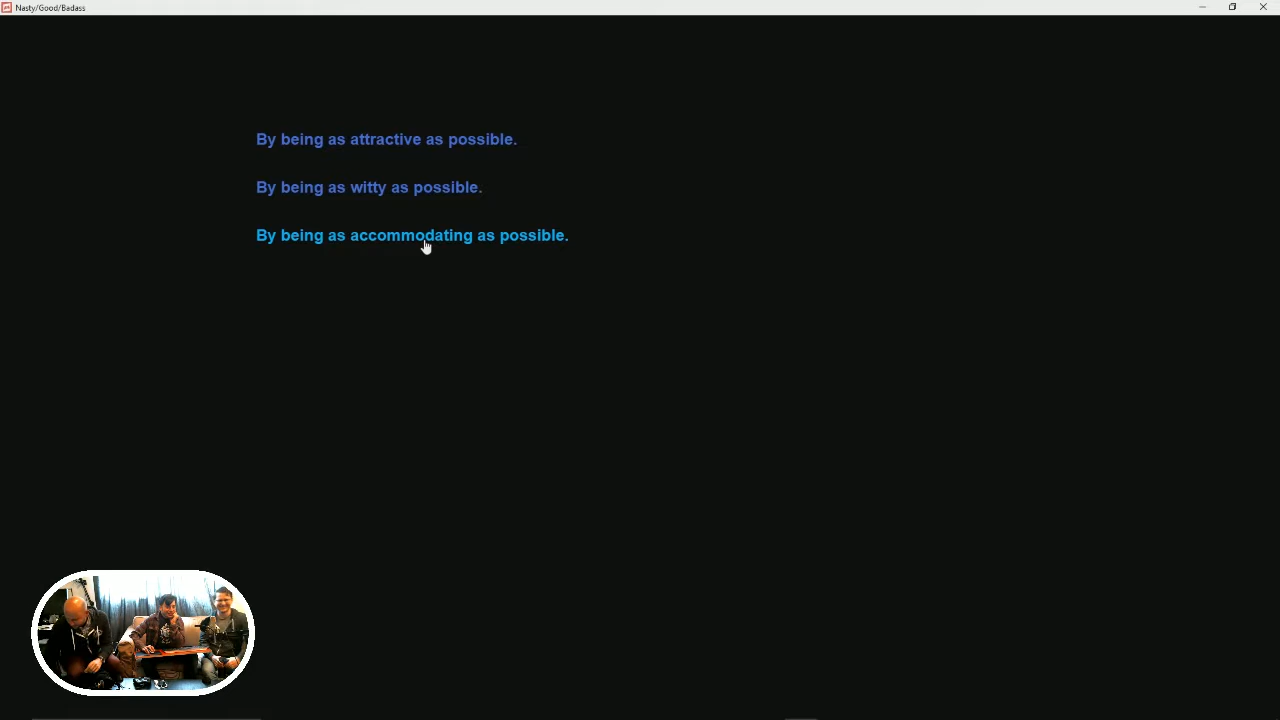 Nasty/Good/Badass
By being as attractive as possible.
By being as witty as possible.
By being as accommodating as possible.